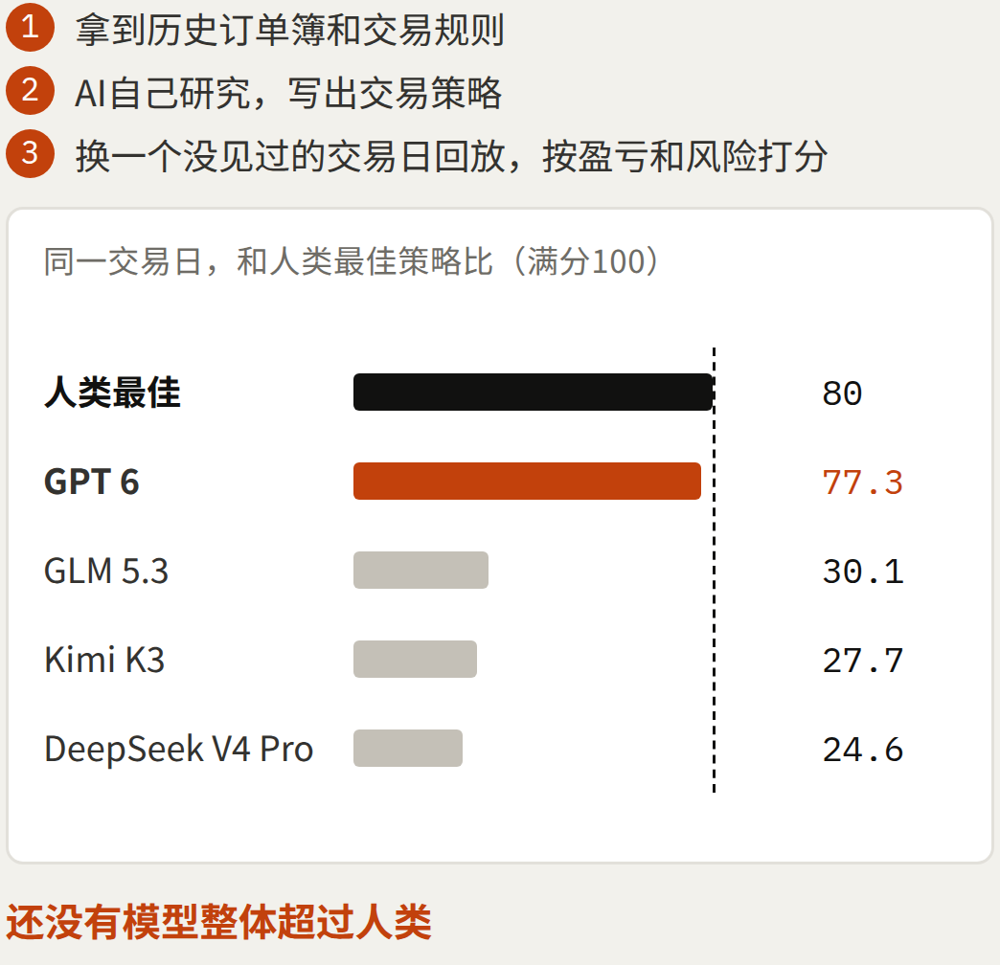 1 拿到历史订单簿和交易规则
2 AI自己研究，写出交易策略
3 换一个没见过的交易日回放，按盈亏和风险打分
同一交易日，和人类最佳策略比（满分100）
人类最佳 80
GPT 6 77.3
GLM 5.3 30.1
Kimi K3 27.7
DeepSeek V4 Pro 24.6
还没有模型整体超过人类